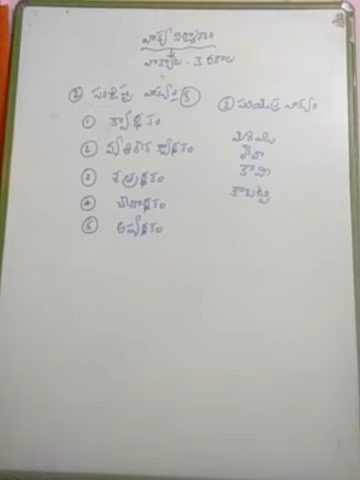 వాక్య విజ్ఞానం
వాక్యాలు - 3 రకాలు
② సంశ్లిష్ట వాక్యం ⑤
① క్త్వార్థకం
② వ్యతిరేక క్త్వార్థకం
③ శత్రర్థకం
④ చేదర్థకం
⑤ అప్యర్థకం
③ సంయుక్త వాక్యం
మరియు
లేదా
కానీ
కాబట్టి